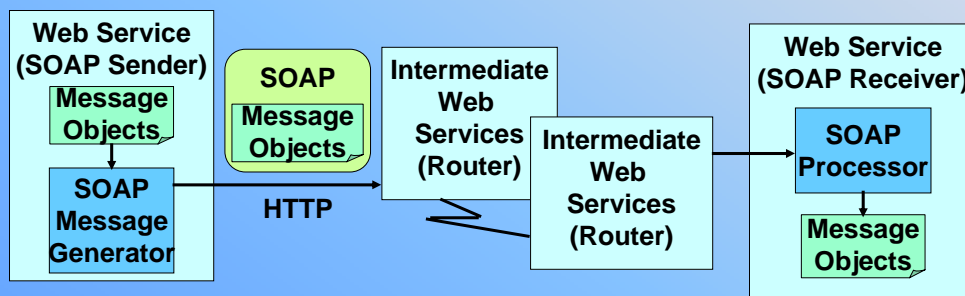 Web Service
(SOAP Sender)
Message
Objects
SOAP
Message
Generator
SOAP
Message
Objects
HTTP
Intermediate
Web
Services
(Router)
Intermediate
Web
Services
(Router)
Web Service
(SOAP Receiver)
SOAP
Processor
Message
Objects